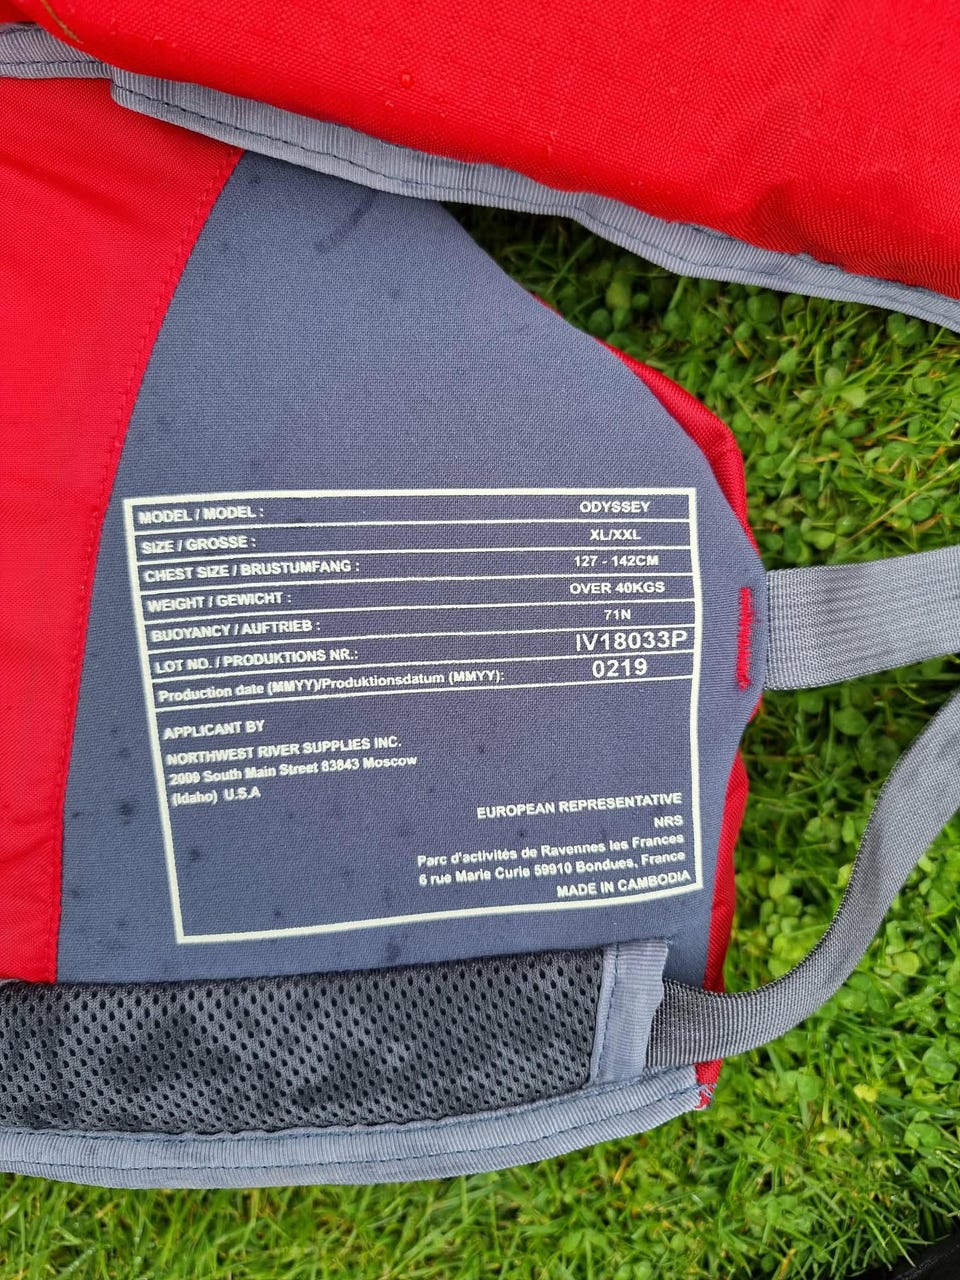 MODEL / MODEL : ODYSSEY
SIZE / GROSSE : XL/XXL
CHEST SIZE / BRUSTUMFANG : 127 - 142CM
WEIGHT / GEWICHT : OVER 40KGS
BUOYANCY / AUFTRIEB : 71N
LOT NO. / PRODUKTIONS NR.: IV18033P
Production date (MMYY)/Produktionsdatum (MMYY): 0219
APPLICANT BY
NORTHWEST RIVER SUPPLIES INC.
2009 South Main Street 83843 Moscow
(Idaho) U.S.A
EUROPEAN REPRESENTATIVE
NRS
Parc d'activités de Ravennes les Frances
6 rue Marie Curie 59910 Bondues, France
MADE IN CAMBODIA